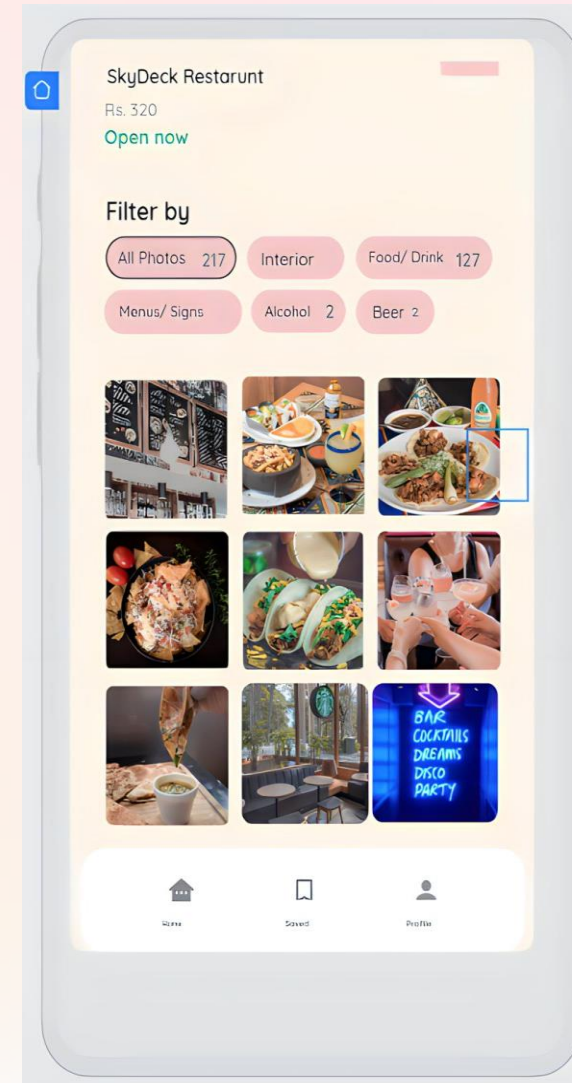 SkyDeck Restarunt
Rs. 320
Open now
Filter by
All Photos 217
Interior
Food/ Drink 127
Menus/ Signs
Alcohol 2
Beer 2
BAR
COCKTAILS
DREAMS
DISCO
PARTY
Home
Saved
Profile